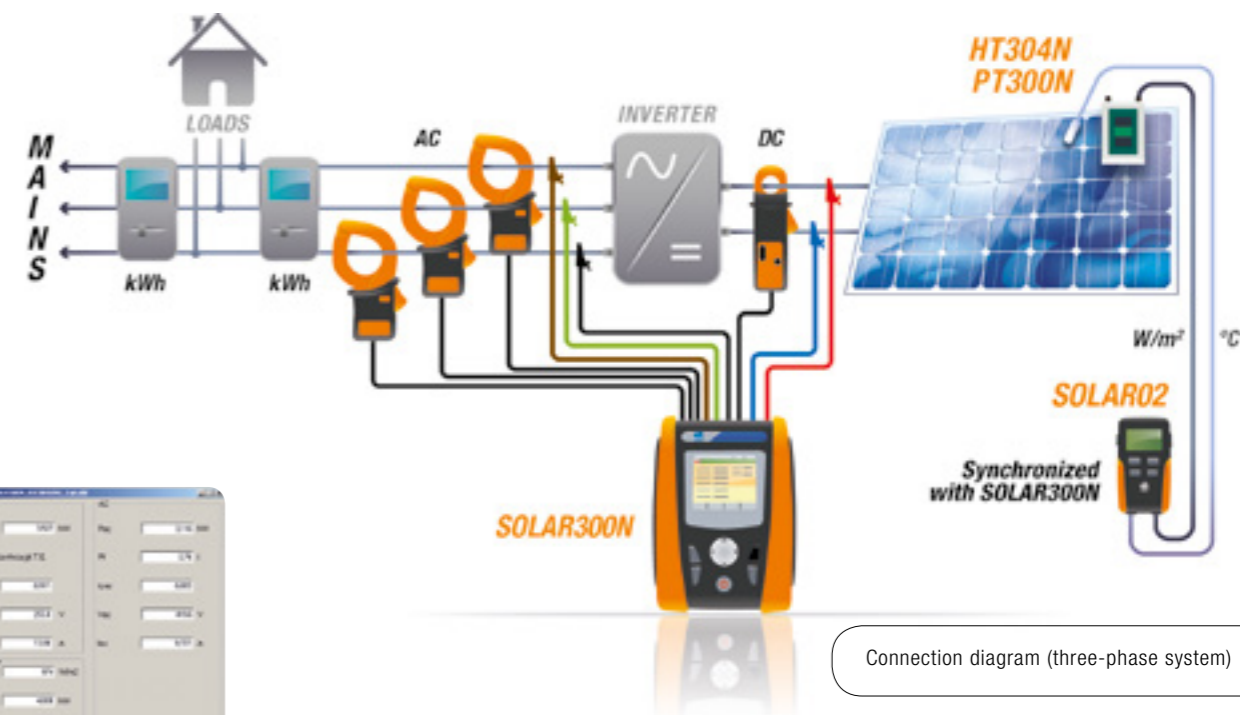 HT304N
PT300N
LOADS
INVERTER
AC
DC
MAINS
kWh
kWh
W/m²
°C
SOLAR02
Synchronized
with SOLAR300N
SOLAR300N
Connection diagram (three-phase system)